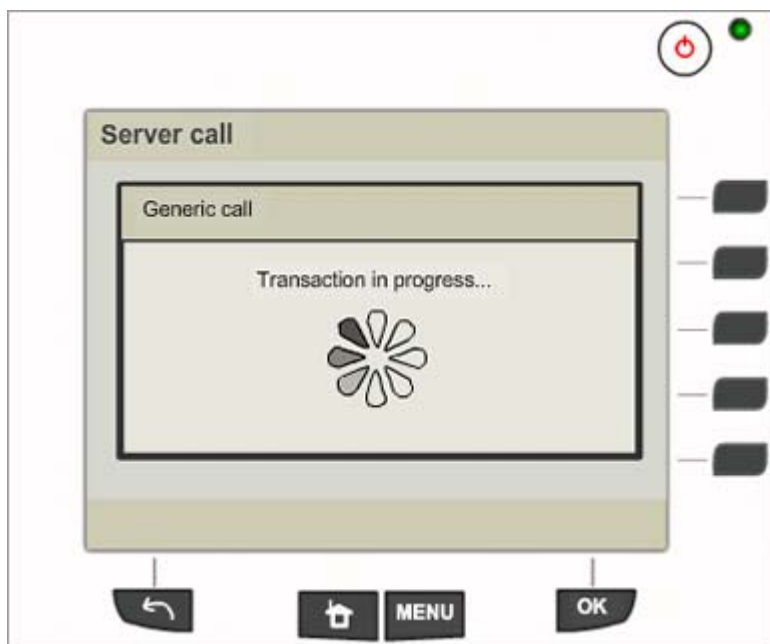 Server call
Generic call
Transaction in progress...
MENU
OK